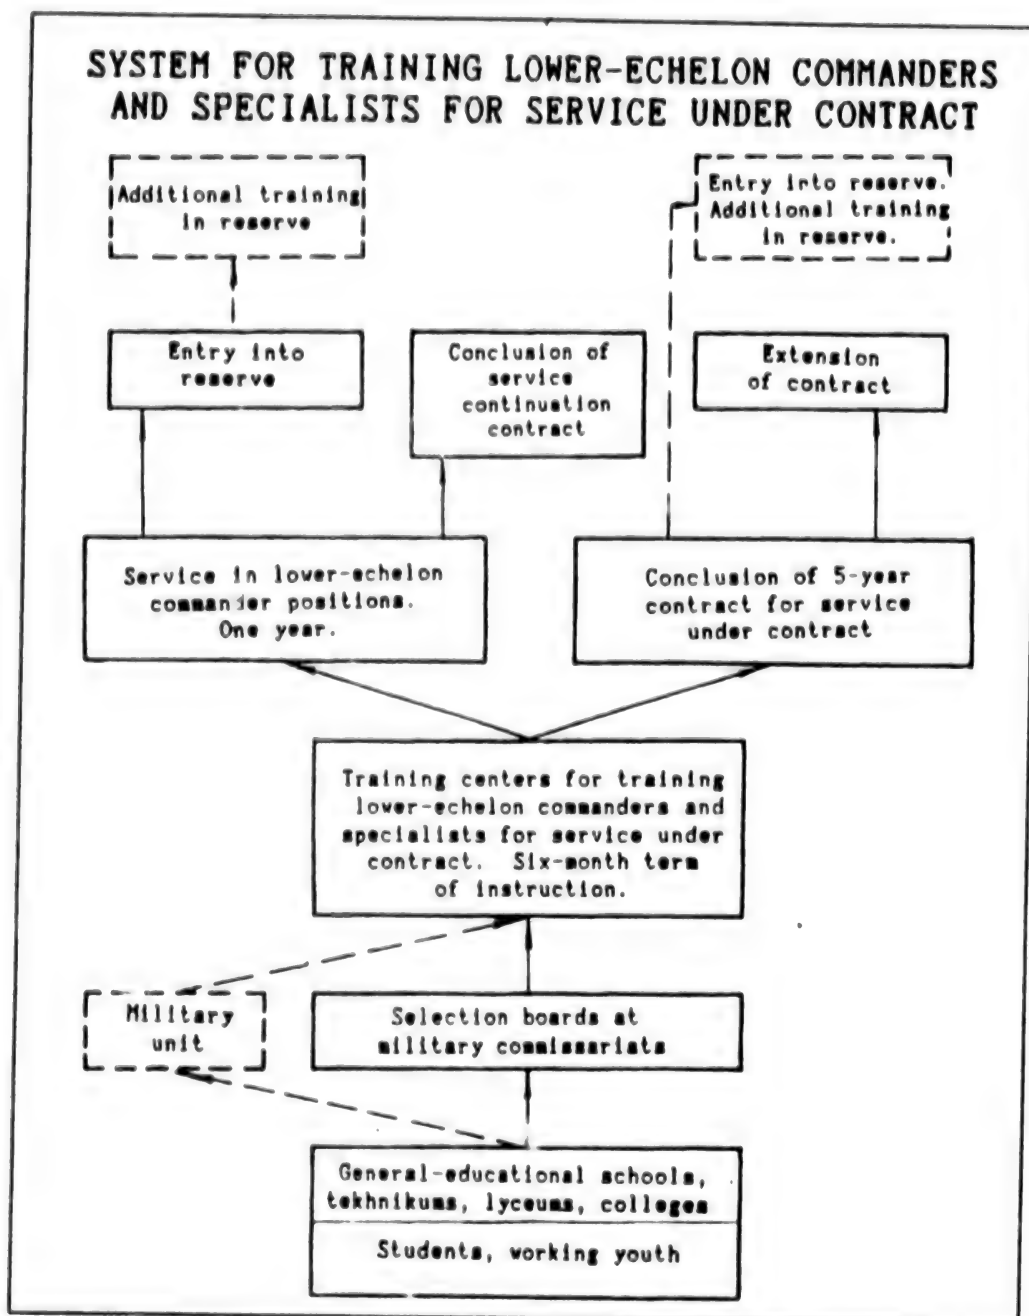 SYSTEM FOR TRAINING LOWER-ECHELON COMMANDERS
AND SPECIALISTS FOR SERVICE UNDER CONTRACT
Additional training
in reserve
Entry into reserve.
Additional training
in reserve.
Entry into
reserve
Conclusion of
service
continuation
contract
Extension
of contract
Service in lower-echelon
commander positions.
One year.
Conclusion of 5-year
contract for service
under contract
Training centers for training
lower-echelon commanders and
specialists for service under
contract. Six-month term
of instruction.
Military
unit
Selection boards at
military commissariats
General-educational schools,
tekhnikums, lyceums, colleges
Students, working youth